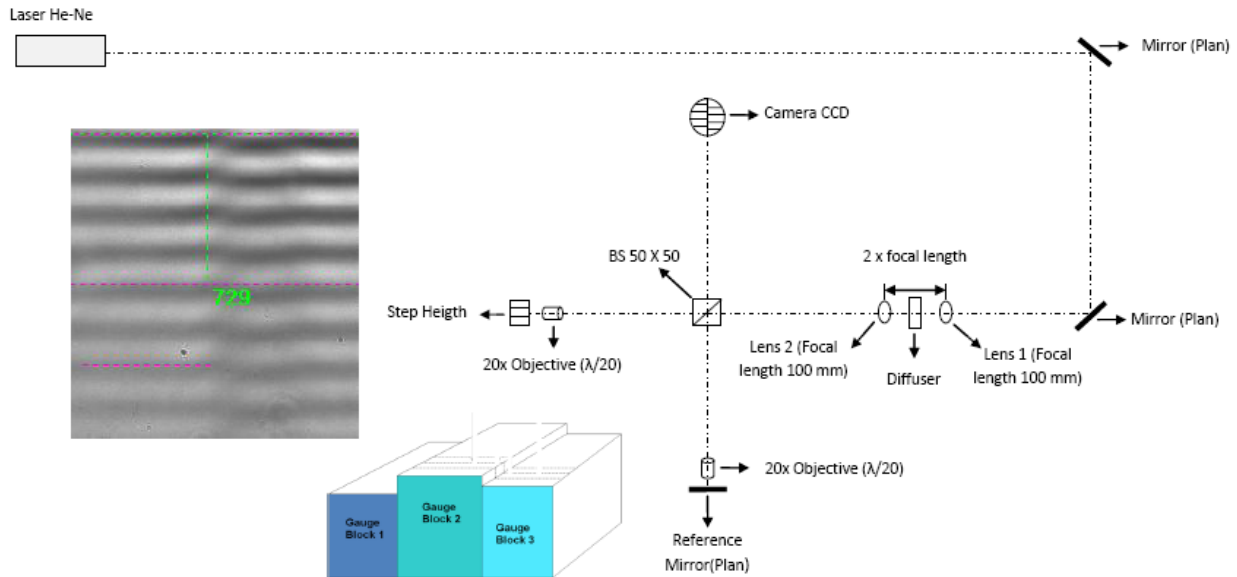 Laser He-Ne
Mirror (Plan)
Camera CCD
BS 50 X 50
2 x focal length
729
Step Heigth
Mirror (Plan)
20x Objective (λ/20)
Lens 2 (Focal
length 100 mm)
Diffuser
Lens 1 (Focal
length 100 mm)
20x Objective (λ/20)
Gauge
Block 1
Gauge
Block 2
Gauge
Block 3
Reference
Mirror(Plan)